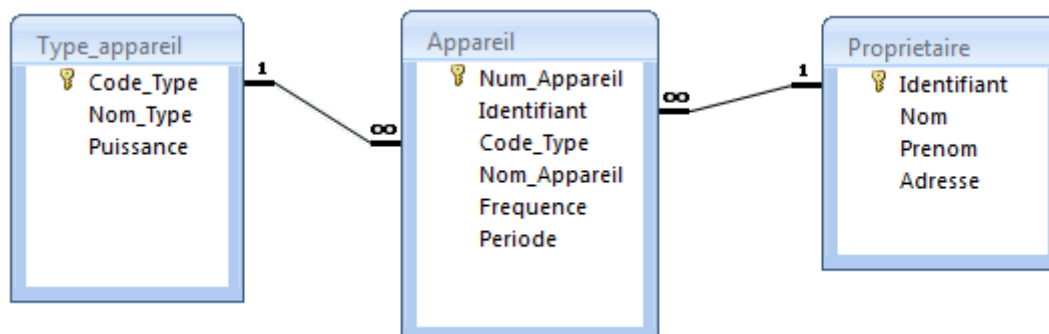 Type_appareil
Code_Type
Nom_Type
Puissance
1
∞
Appareil
Num_Appareil
Identifiant
Code_Type
Nom_Appareil
Frequence
Periode
∞
1
Proprietaire
Identifiant
Nom
Prenom
Adresse